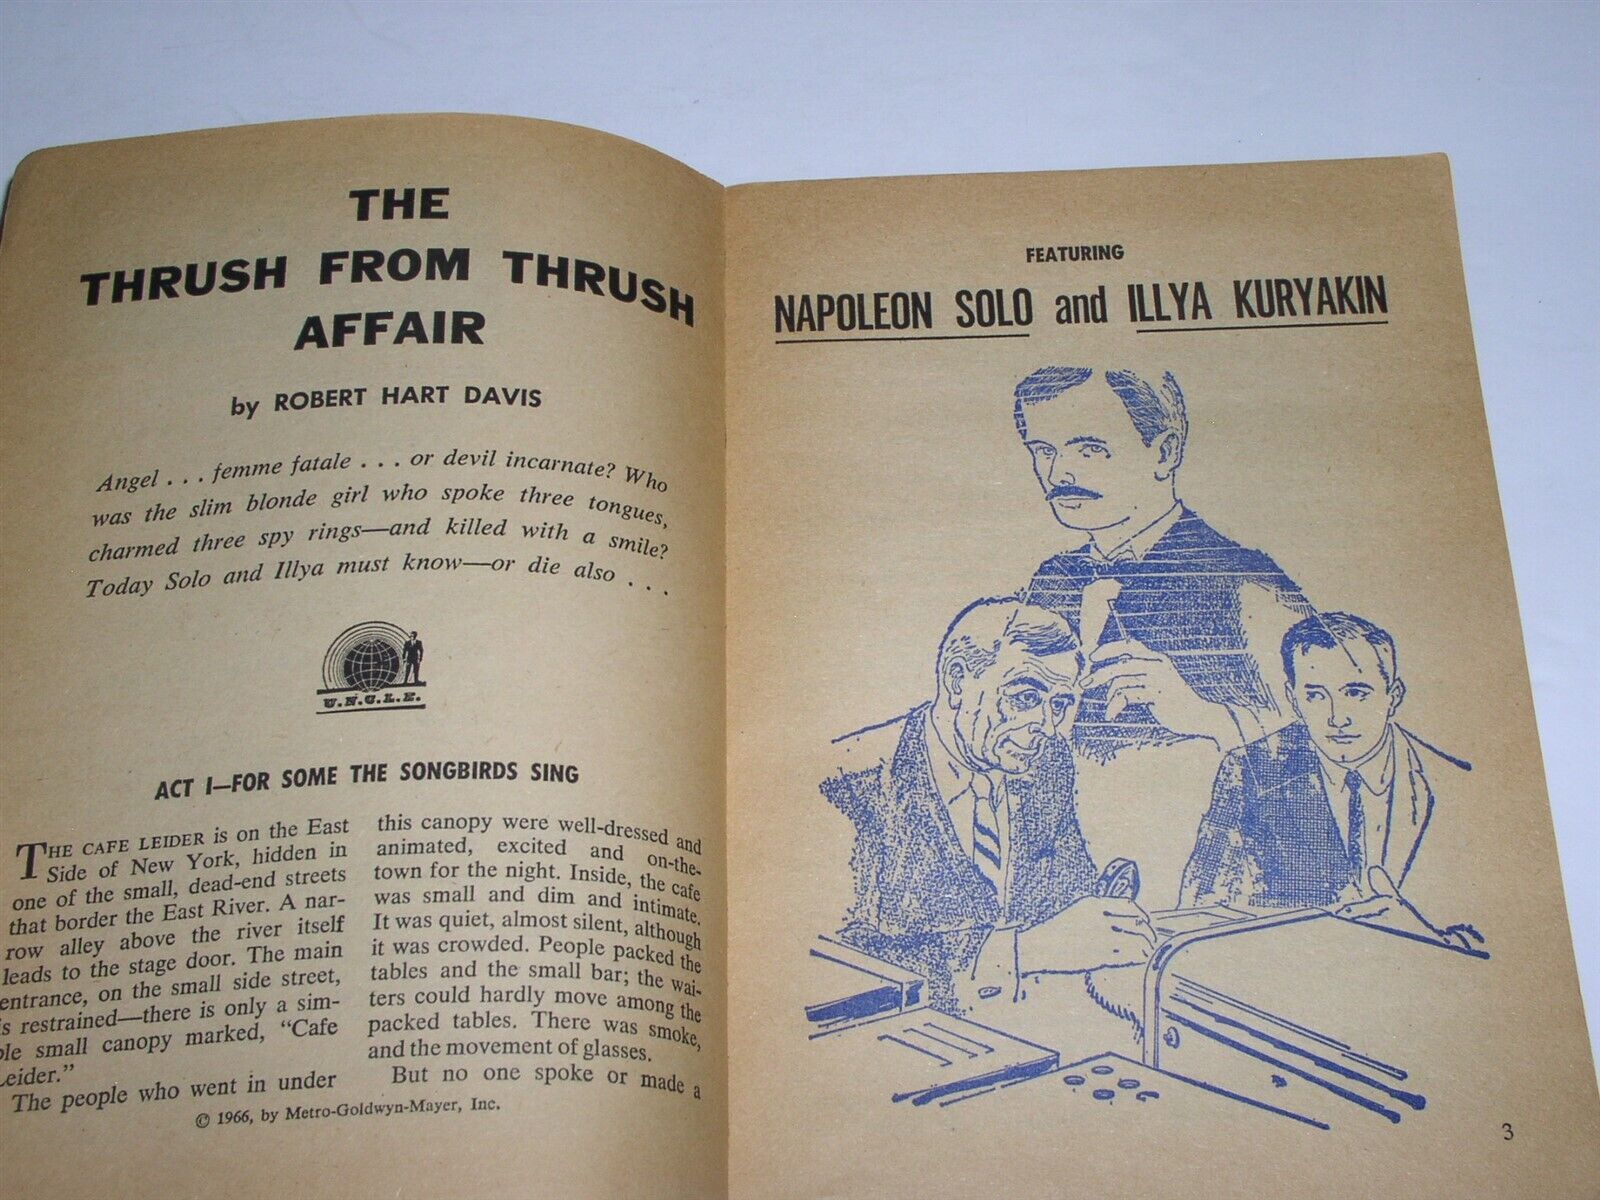 THE
THRUSH FROM THRUSH
AFFAIR
by ROBERT HART DAVIS
Angel . . . femme fatale . . . or devil incarnate? Who
was the slim blonde girl who spoke three tongues,
charmed three spy rings—and killed with a smile?
Today Solo and Illya must know—or die also . . .
U.N.C.L.E.
ACT I—FOR SOME THE SONGBIRDS SING
THE CAFE LEIDER is on the East
Side of New York, hidden in
one of the small, dead-end streets
that border the East River. A nar-
row alley above the river itself
leads to the stage door. The main
entrance, on the small side street,
is restrained—there is only a sim-
ple small canopy marked, “Cafe
Leider.”
The people who went in under
this canopy were well-dressed and
animated, excited and on-the-
town for the night. Inside, the cafe
was small and dim and intimate.
It was quiet, almost silent, although
it was crowded. People packed the
tables and the small bar; the wai-
ters could hardly move among the
packed tables. There was smoke,
and the movement of glasses.
But no one spoke or made a
© 1966, by Metro-Goldwyn-Mayer, Inc.
FEATURING
NAPOLEON SOLO and ILLYA KURYAKIN
3